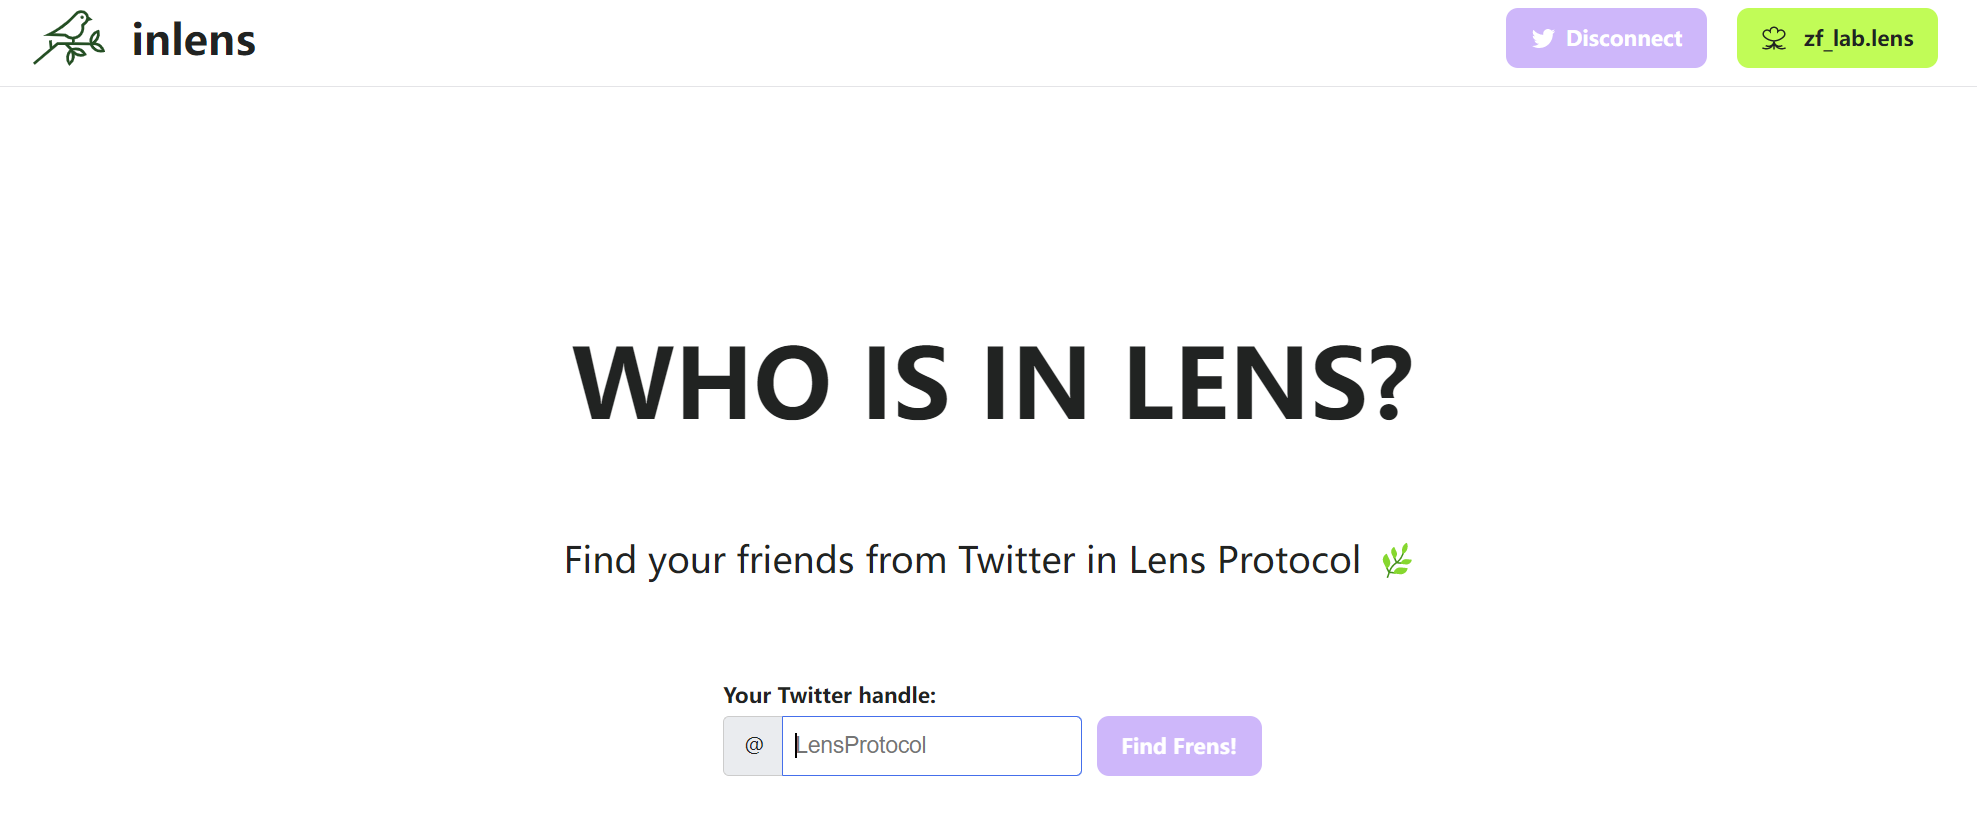 inlens
Disconnect
zf_lab.lens
WHO IS IN LENS?
Find your friends from Twitter in Lens Protocol 🌿
Your Twitter handle:
@ LensProtocol
Find Frens!